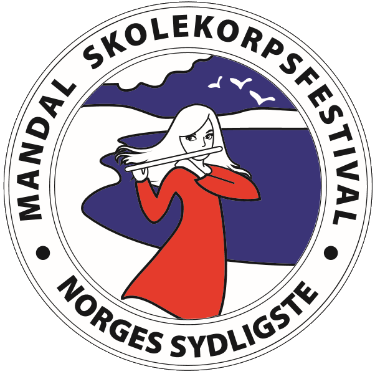 MANDAL SKOLEKORPSFESTIVAL
NORGES SYDLIGSTE